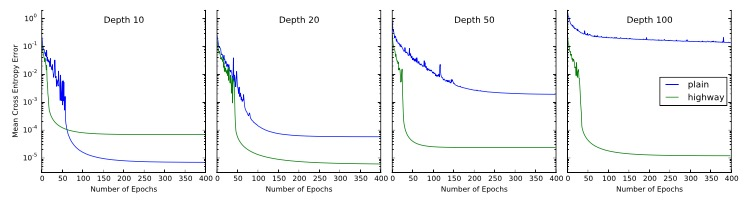 Depth 10 Depth 20 Depth 50 Depth 100
Mean Cross Entropy Error
10^0
10^-1
10^-2
10^-3
10^-4
10^-5
plain
highway
0 50 100 150 200 250 300 350 400 0 50 100 150 200 250 300 350 400 0 50 100 150 200 250 300 350 400 0 50 100 150 200 250 300 350 400
Number of Epochs Number of Epochs Number of Epochs Number of Epochs